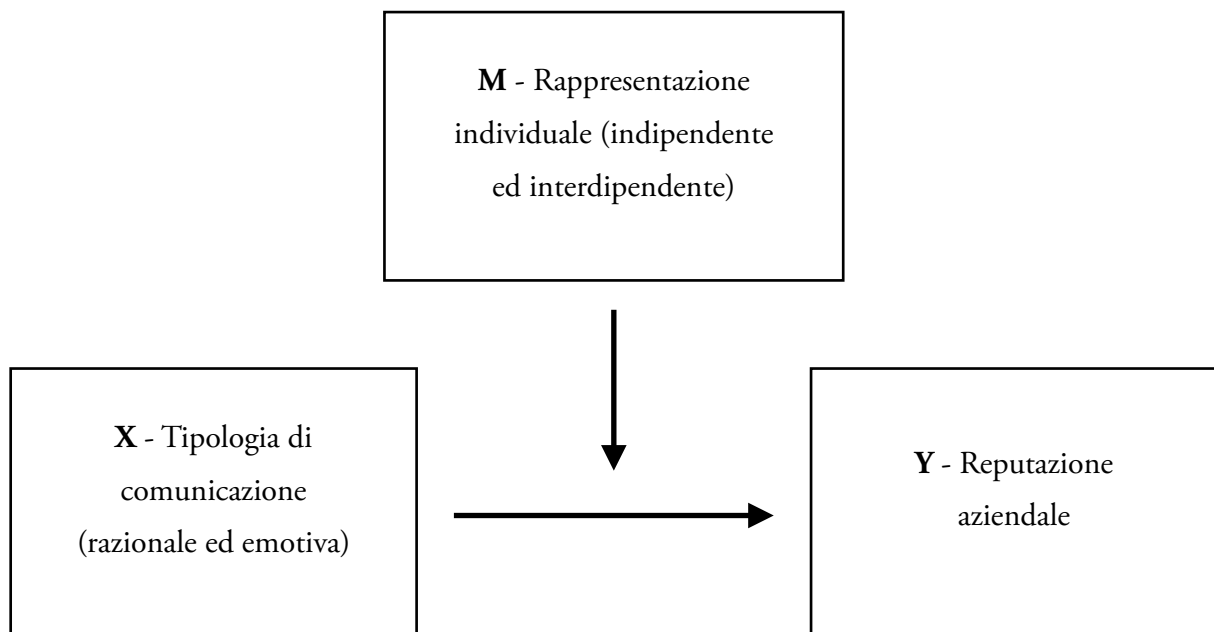 M - Rappresentazione
individuale (indipendente
ed interdipendente)
X - Tipologia di
comunicazione
(razionale ed emotiva)
Y - Reputazione
aziendale